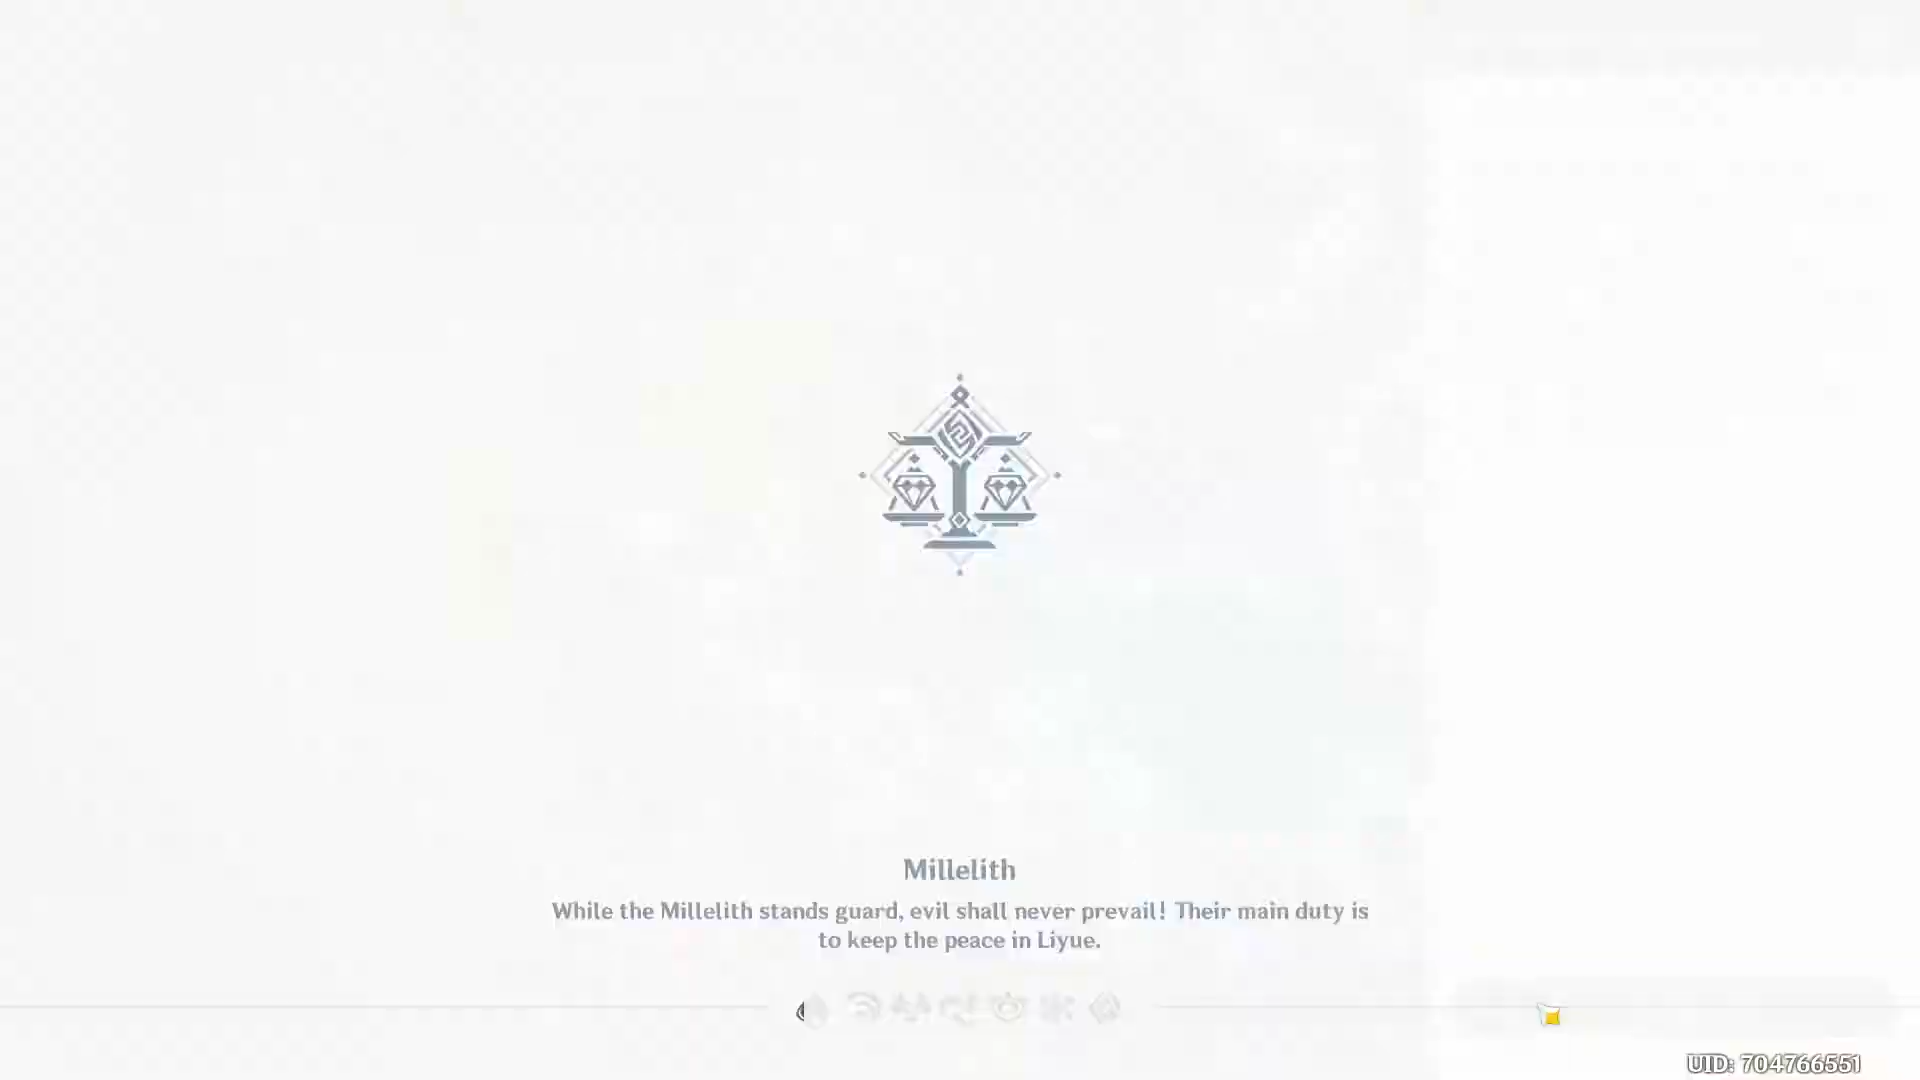 Millelith
While the Millelith stands guard, evil shall never prevail! Their main duty is
to keep the peace in Liyue.
UID: 704766551